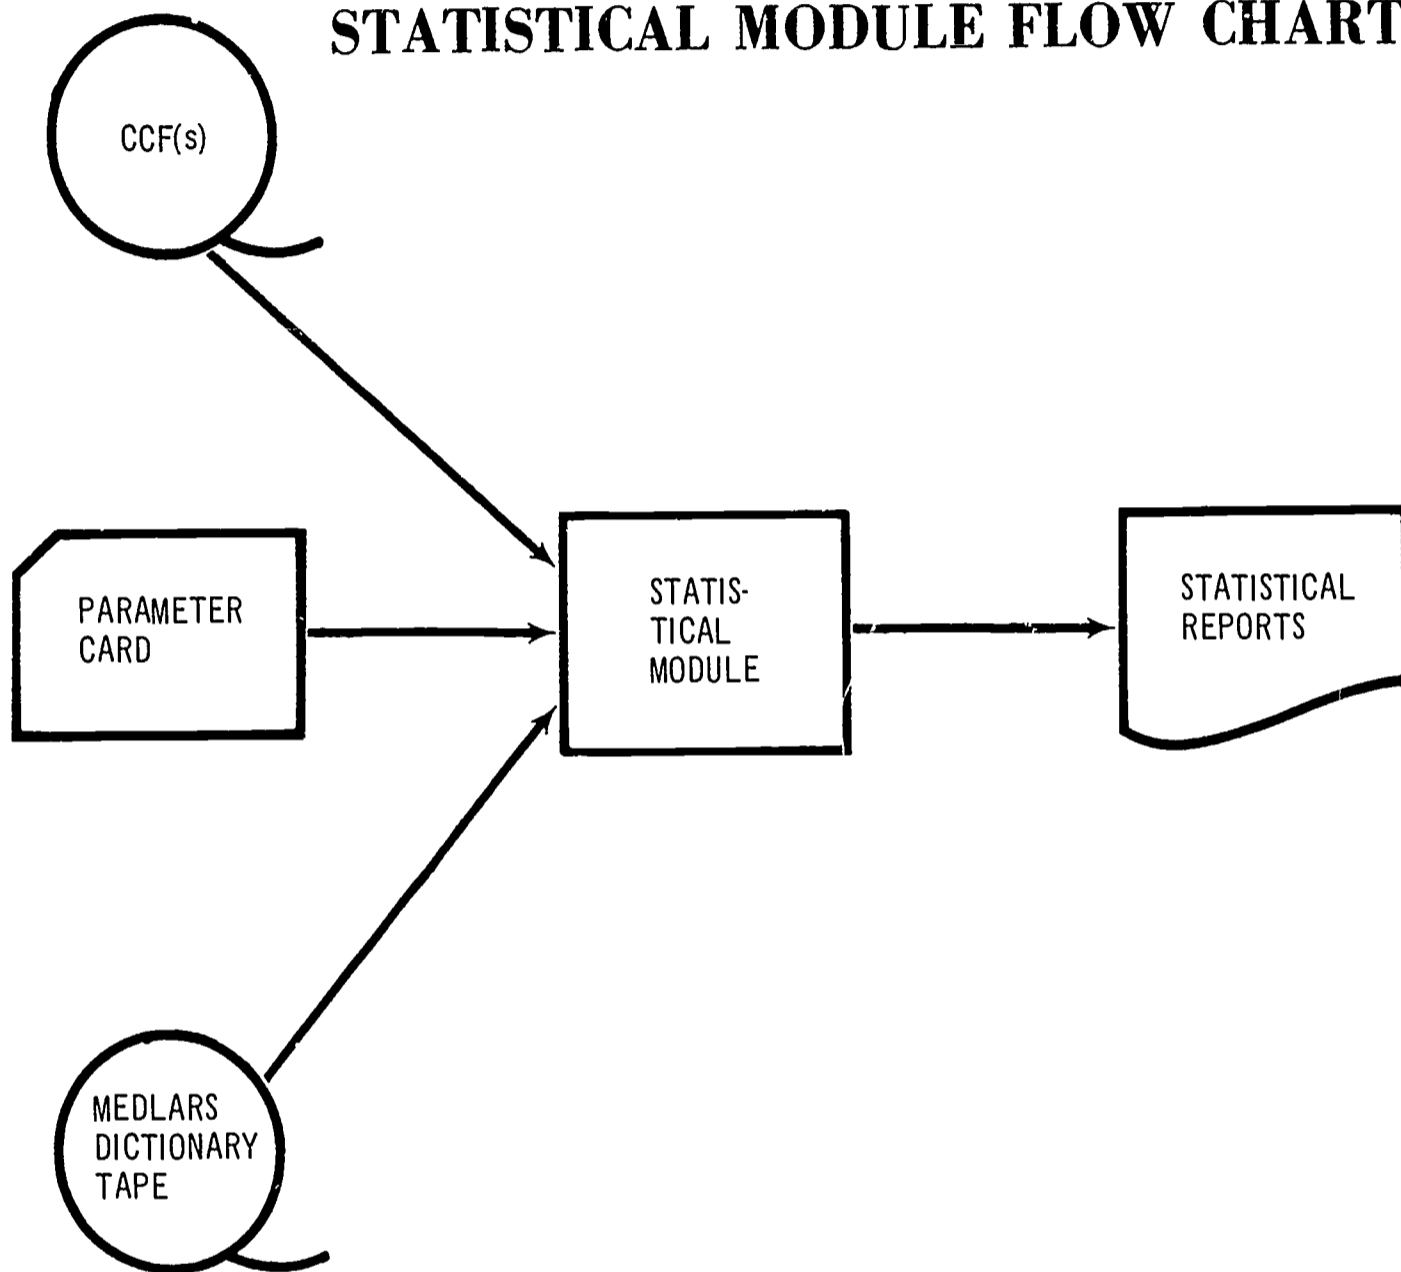 STATISTICAL MODULE FLOW CHART
CCF(s)
PARAMETER
CARD
STATIS-
TICAL
MODULE
STATISTICAL
REPORTS
MEDLARS
DICTIONARY
TAPE